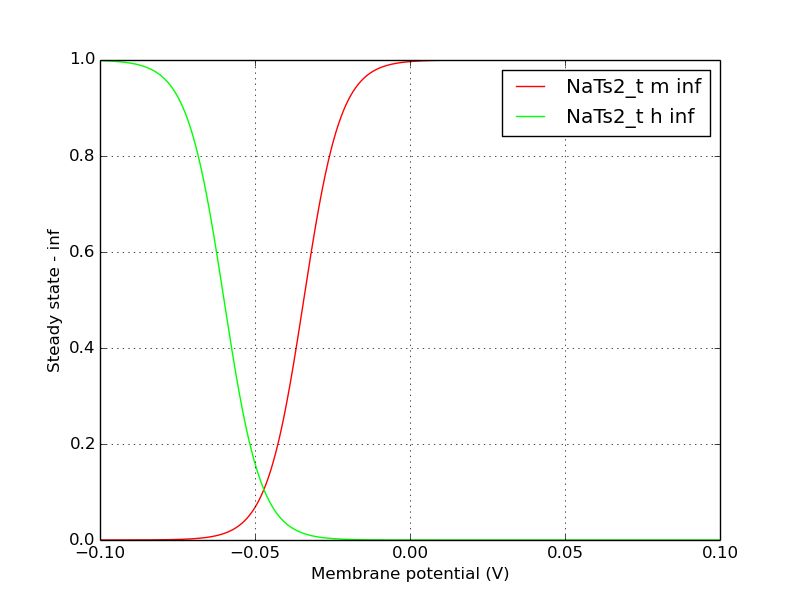 1.0
0.8
0.6
0.4
0.2
0.0
Steady state - inf
NaTs2_t m inf
NaTs2_t h inf
−0.10
−0.05
0.00
0.05
0.10
Membrane potential (V)